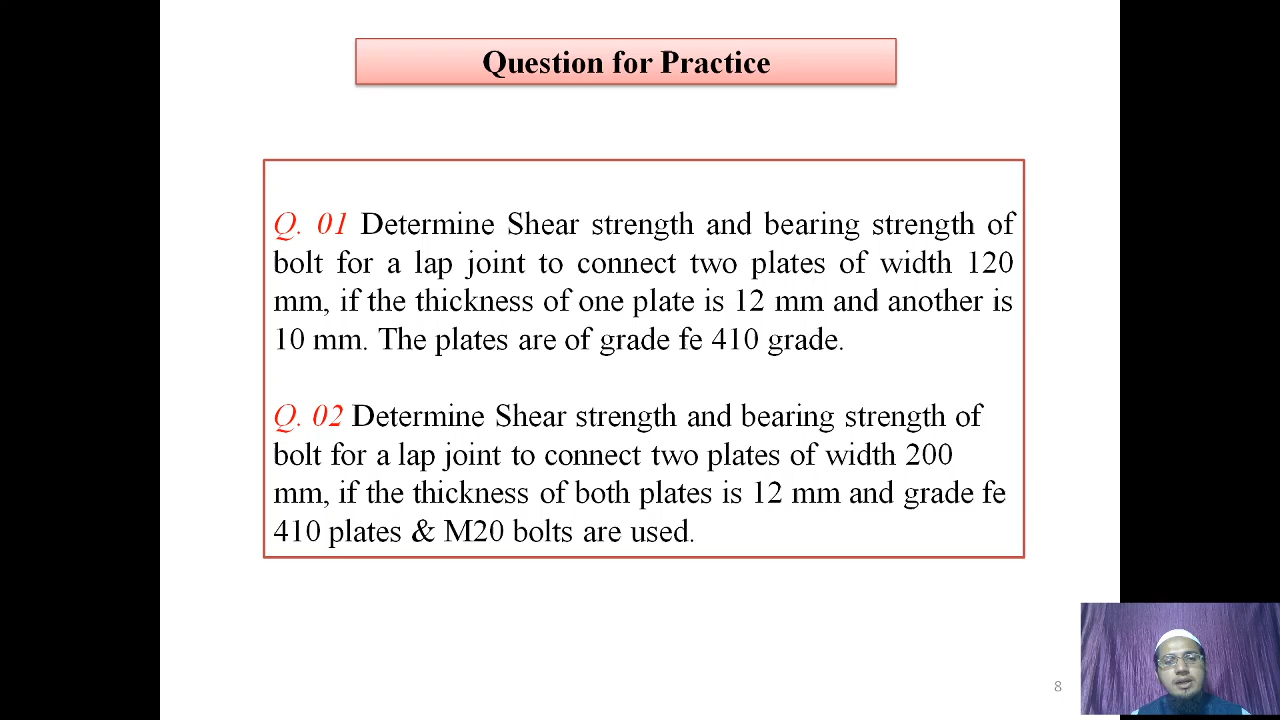 Question for Practice
Q. 01 Determine Shear strength and bearing strength of
bolt for a lap joint to connect two plates of width 120
mm, if the thickness of one plate is 12 mm and another is
10 mm. The plates are of grade fe 410 grade.
Q. 02 Determine Shear strength and bearing strength of
bolt for a lap joint to connect two plates of width 200
mm, if the thickness of both plates is 12 mm and grade fe
410 plates & M20 bolts are used.
8